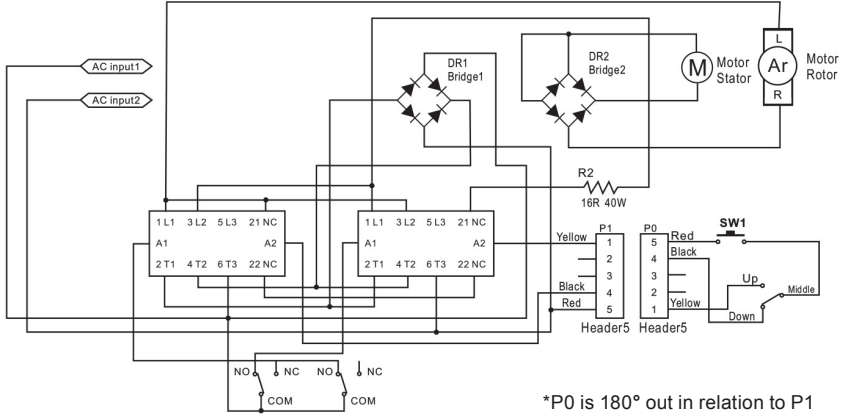 AC input1
AC input2
DR1
Bridge1
DR2
Bridge2
M
Motor
Stator
L
Ar
R
Motor
Rotor
R2
16R 40W
1 L1 3 L2 5 L3 21 NC
A1 A2
2 T1 4 T2 6 T3 22 NC
1 L1 3 L2 5 L3 21 NC
A1 A2
2 T1 4 T2 6 T3 22 NC
P1
Yellow 1
2
3
Black 4
Red 5
Header5
P0
5 Red
4 Black
3
2
1 Yellow
Header5
SW1
Up
Middle
Down
NO NC
COM
NO NC
COM
*P0 is 180° out in relation to P1